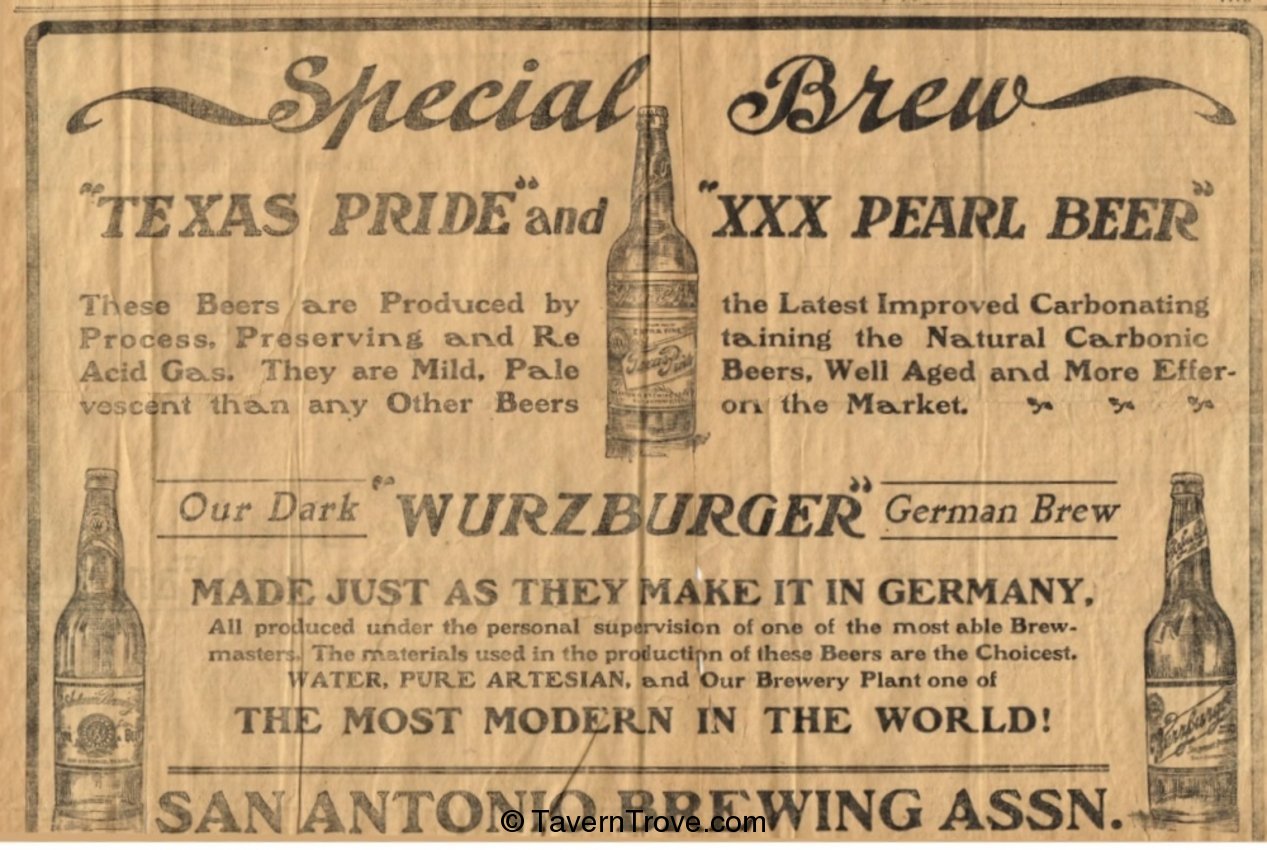 Special Brew
"TEXAS PRIDE" and "XXX PEARL BEER"
These Beers are Produced by the Latest Improved Carbonating
Process, Preserving and Re taining the Natural Carbonic
Acid Gas. They are Mild, Pale Beers, Well Aged and More Effer-
vescent than any Other Beers on the Market.
Texas Pride
Our Dark "WURZBURGER" German Brew
MADE JUST AS THEY MAKE IT IN GERMANY,
All produced under the personal supervision of one of the most able Brew-
masters. The materials used in the production of these Beers are the Choicest.
WATER, PURE ARTESIAN, and Our Brewery Plant one of
THE MOST MODERN IN THE WORLD!
Wurzburger
SAN ANTONIO BREWING ASSN.
© TavernTrove.com